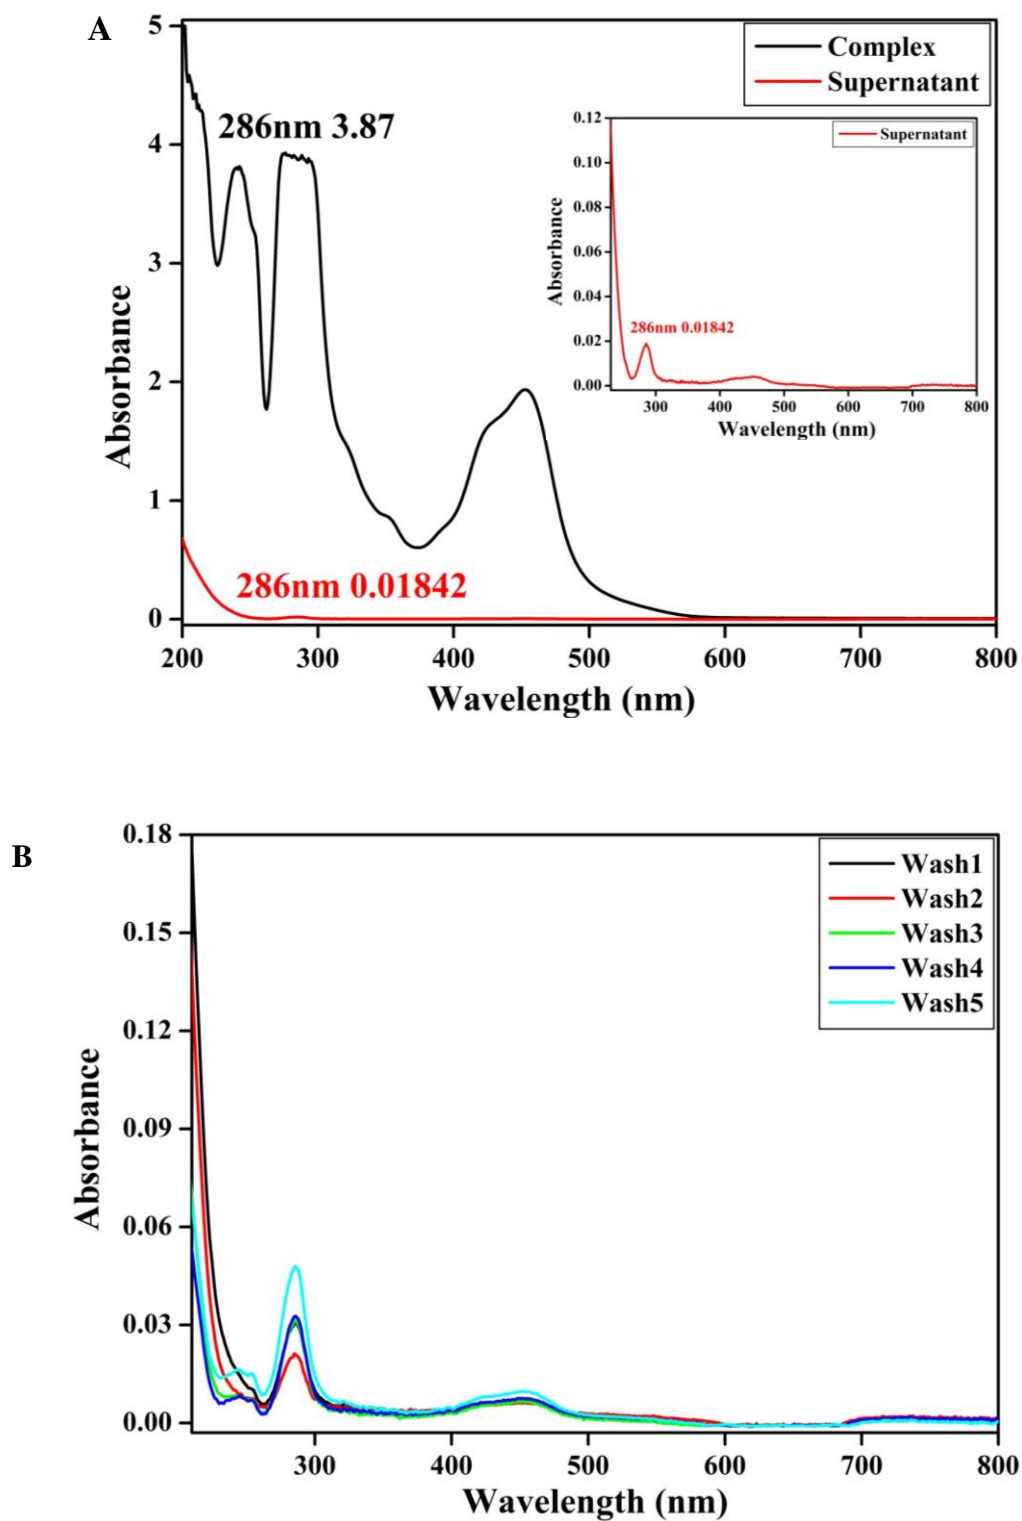 A
5
4
3
2
1
0
Absorbance
200 300 400 500 600 700 800
Wavelength (nm)
Complex
Supernatant
286nm 3.87
286nm 0.01842
0.12
0.10
0.08
0.06
0.04
0.02
0.00
Absorbance
300 400 500 600 700 800
Wavelength (nm)
Supernatant
286nm 0.01842
B
0.18
0.15
0.12
0.09
0.06
0.03
0.00
Absorbance
300 400 500 600 700 800
Wavelength (nm)
Wash1
Wash2
Wash3
Wash4
Wash5